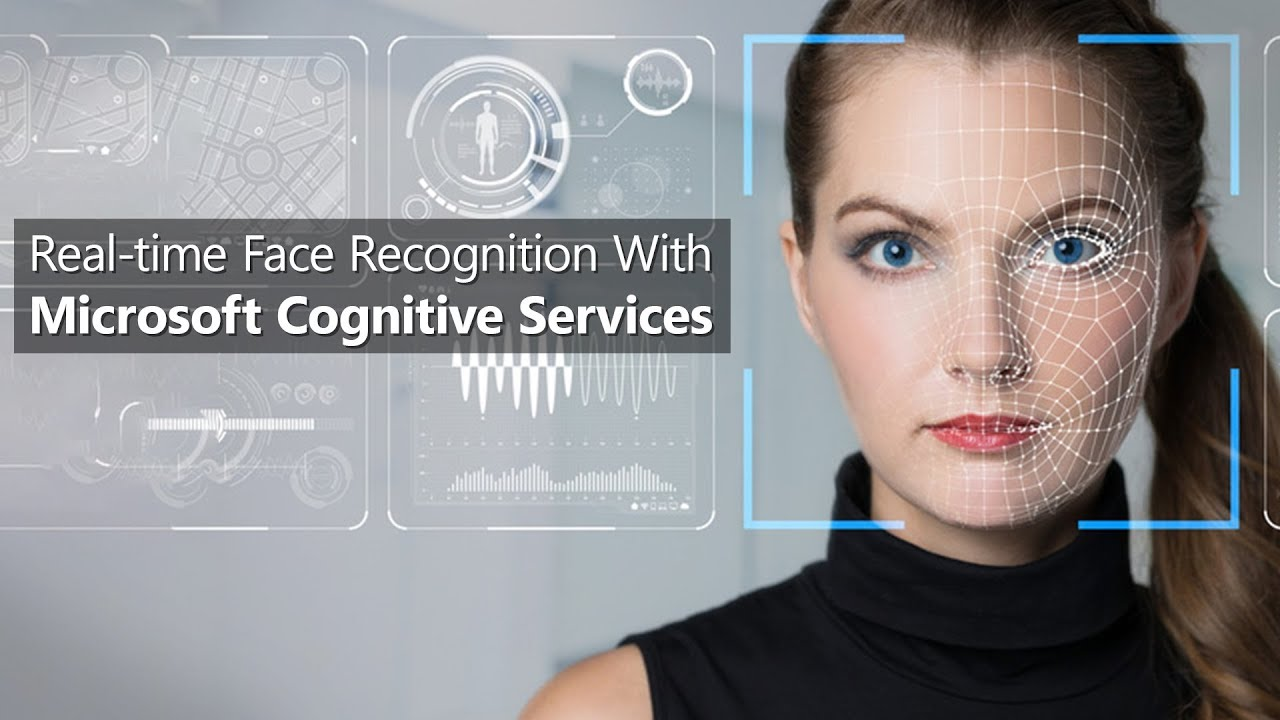 Real-time Face Recognition With
Microsoft Cognitive Services